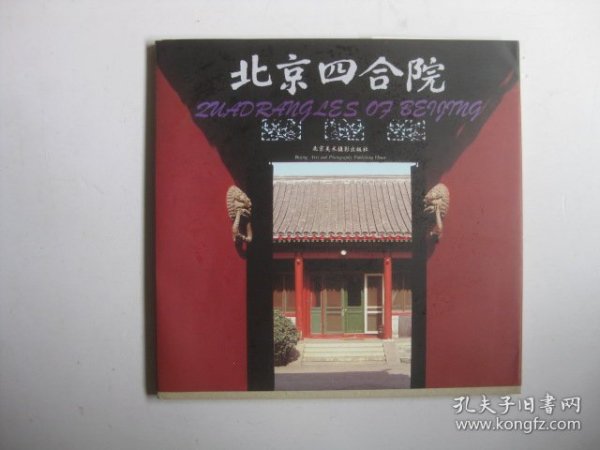 北京四合院
QUADRANGLES OF BEIJING
北京美术摄影出版社
Beijing Arts and Photography Publishing House
孔夫子旧书网
www.kongfz.com